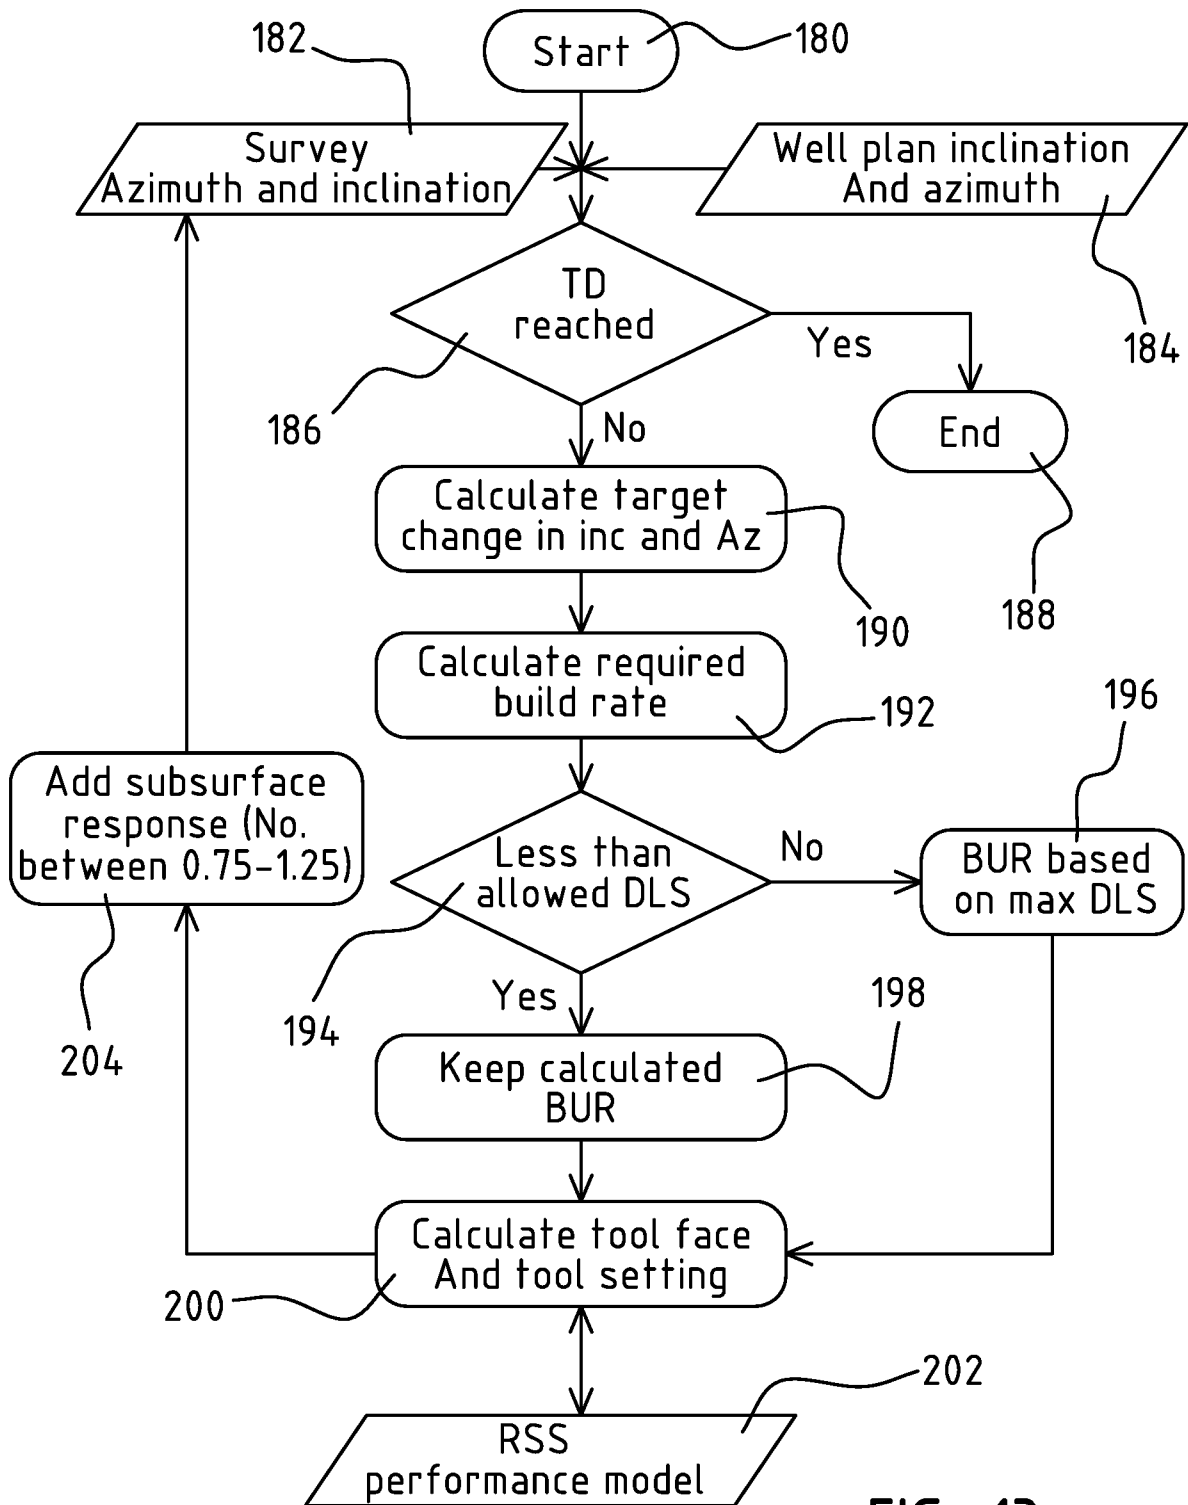 182
Start
180
Survey
Azimuth and inclination
Well plan inclination
And azimuth
TD
reached
Yes
184
186
No
End
Calculate target
change in inc and Az
188
190
Calculate required
build rate
192
196
Add subsurface
response (No.
between 0.75-1.25)
Less than
allowed DLS
No
BUR based
on max DLS
Yes
194
198
204
Keep calculated
BUR
Calculate tool face
And tool setting
200
202
RSS
performance model